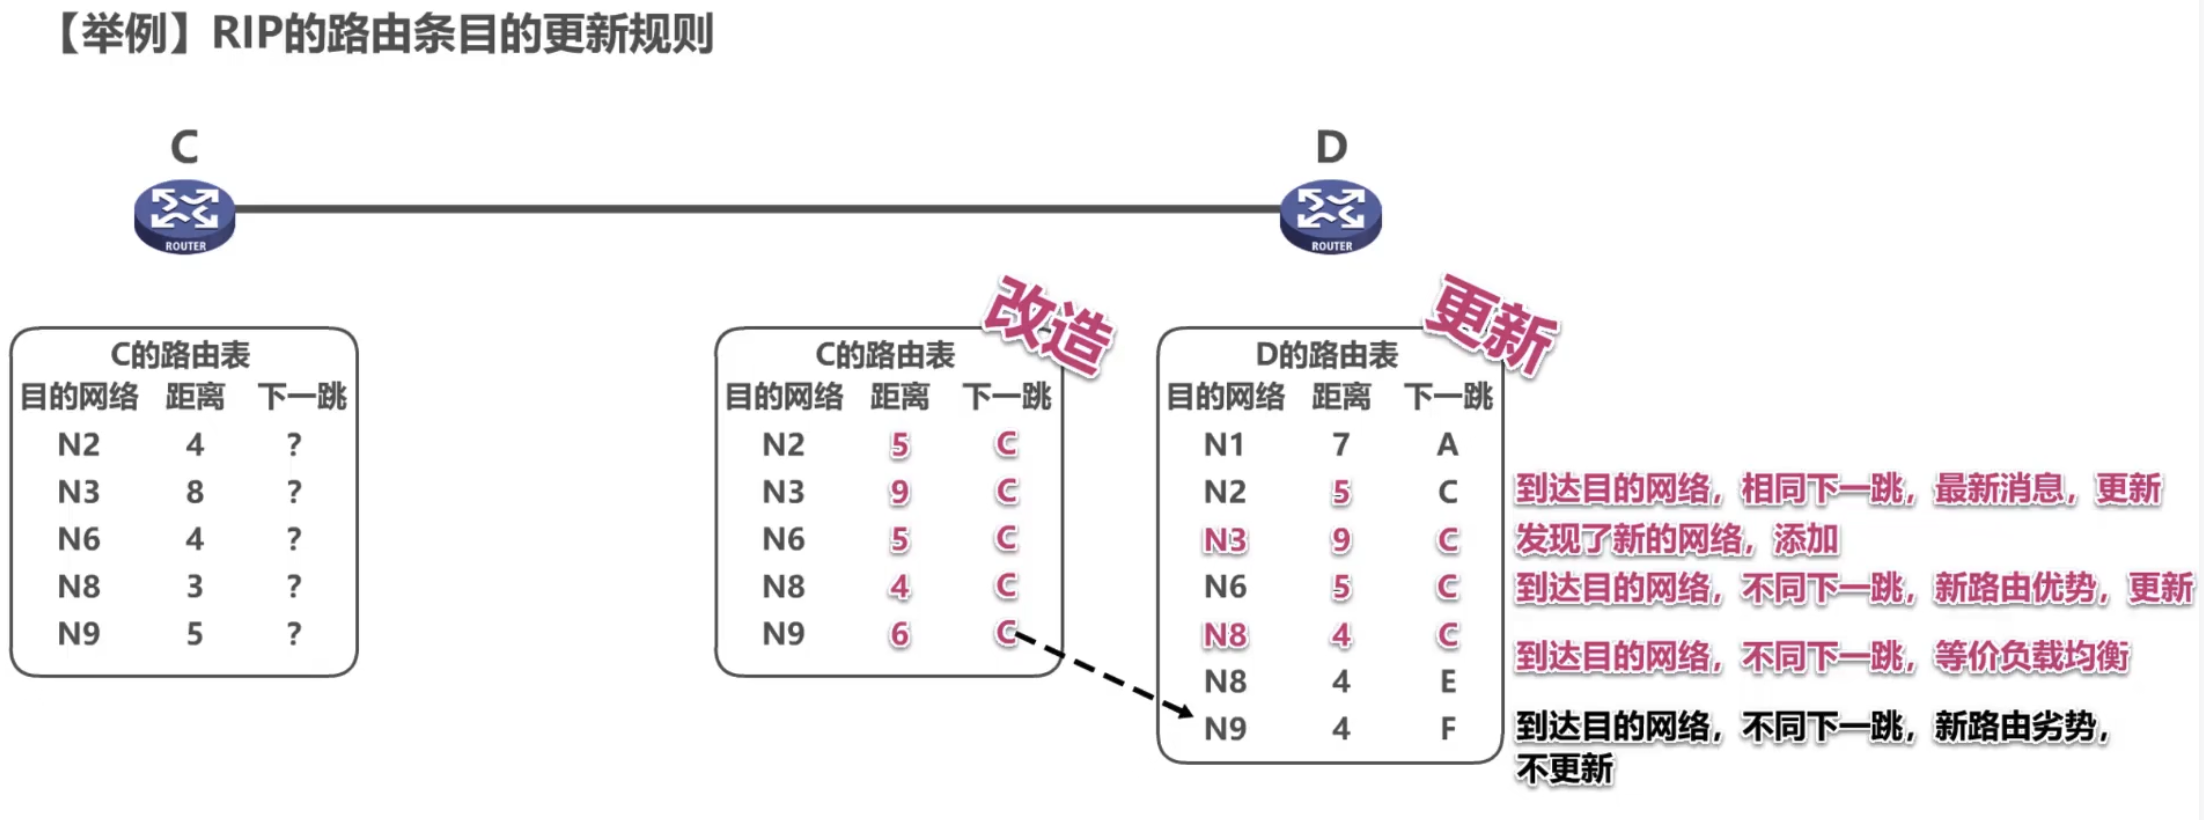 【举例】RIP的路由条目的更新规则
C
D
ROUTER
ROUTER
改造
更新
C的路由表
目的网络 距离 下一跳
N2 4 ?
N3 8 ?
N6 4 ?
N8 3 ?
N9 5 ?
C的路由表
目的网络 距离 下一跳
N2 5 C
N3 9 C
N6 5 C
N8 4 C
N9 6 C
D的路由表
目的网络 距离 下一跳
N1 7 A
N2 5 C
N3 9 C
N6 5 C
N8 4 C
N8 4 E
N9 4 F
到达目的网络，相同下一跳，最新消息，更新
发现了新的网络，添加
到达目的网络，不同下一跳，新路由优势，更新
到达目的网络，不同下一跳，等价负载均衡
到达目的网络，不同下一跳，新路由劣势，
不更新